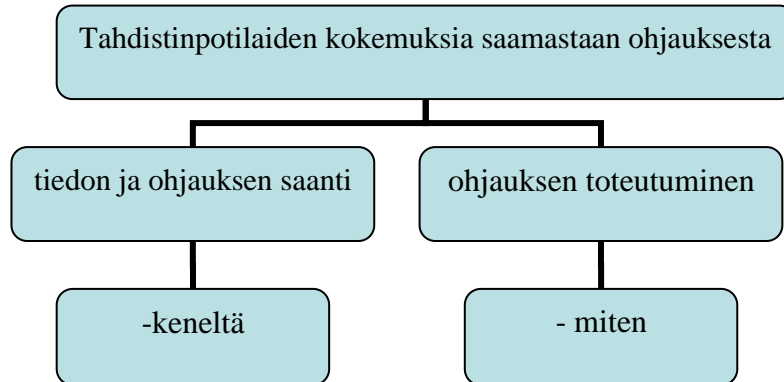 Tahdistinpotilaiden kokemuksia saamastaan ohjauksesta
tiedon ja ohjauksen saanti
ohjauksen toteutuminen
-keneltä
- miten